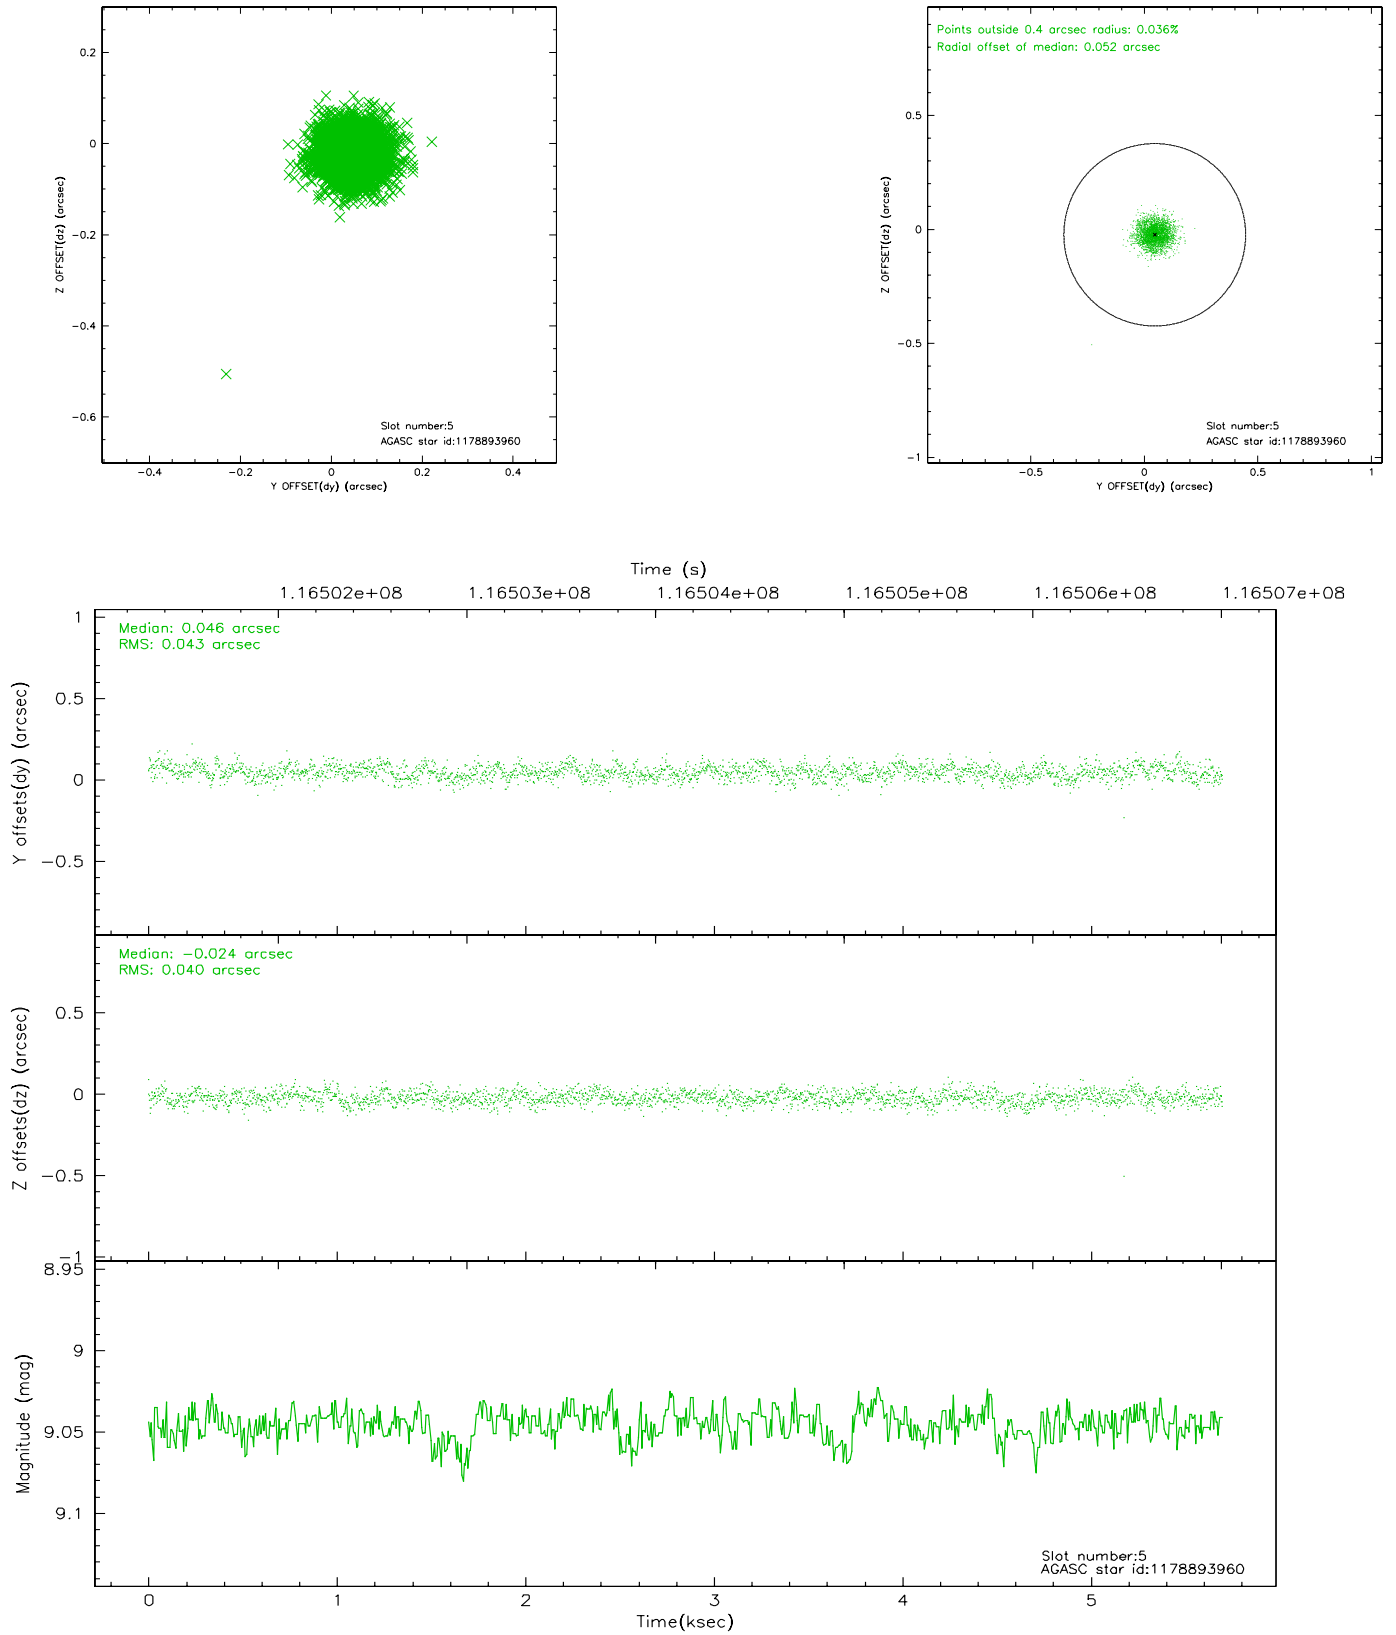 0.2
0
−0.2
−0.4
−0.6
Z OFFSET(dz) (arcsec)
Slot number:5
AGASC star id:1178893960
−0.4 −0.2 0 0.2 0.4
Y OFFSET(dy) (arcsec)
Points outside 0.4 arcsec radius: 0.036%
Radial offset of median: 0.052 arcsec
0.5
0
−0.5
−1
Z OFFSET(dz) (arcsec)
Slot number:5
AGASC star id:1178893960
−0.5 0 0.5 1
Y OFFSET(dy) (arcsec)
Time (s)
1.16502e+08 1.16503e+08 1.16504e+08 1.16505e+08 1.16506e+08 1.16507e+08
Median: 0.046 arcsec
RMS: 0.043 arcsec
1
0.5
0
−0.5
Y offsets(dy) (arcsec)
Median: −0.024 arcsec
RMS: 0.040 arcsec
0.5
0
−0.5
−1
Z offsets(dz) (arcsec)
8.95
9
9.05
9.1
Magnitude (mag)
Slot number:5
AGASC star id:1178893960
0 1 2 3 4 5
Time(ksec)